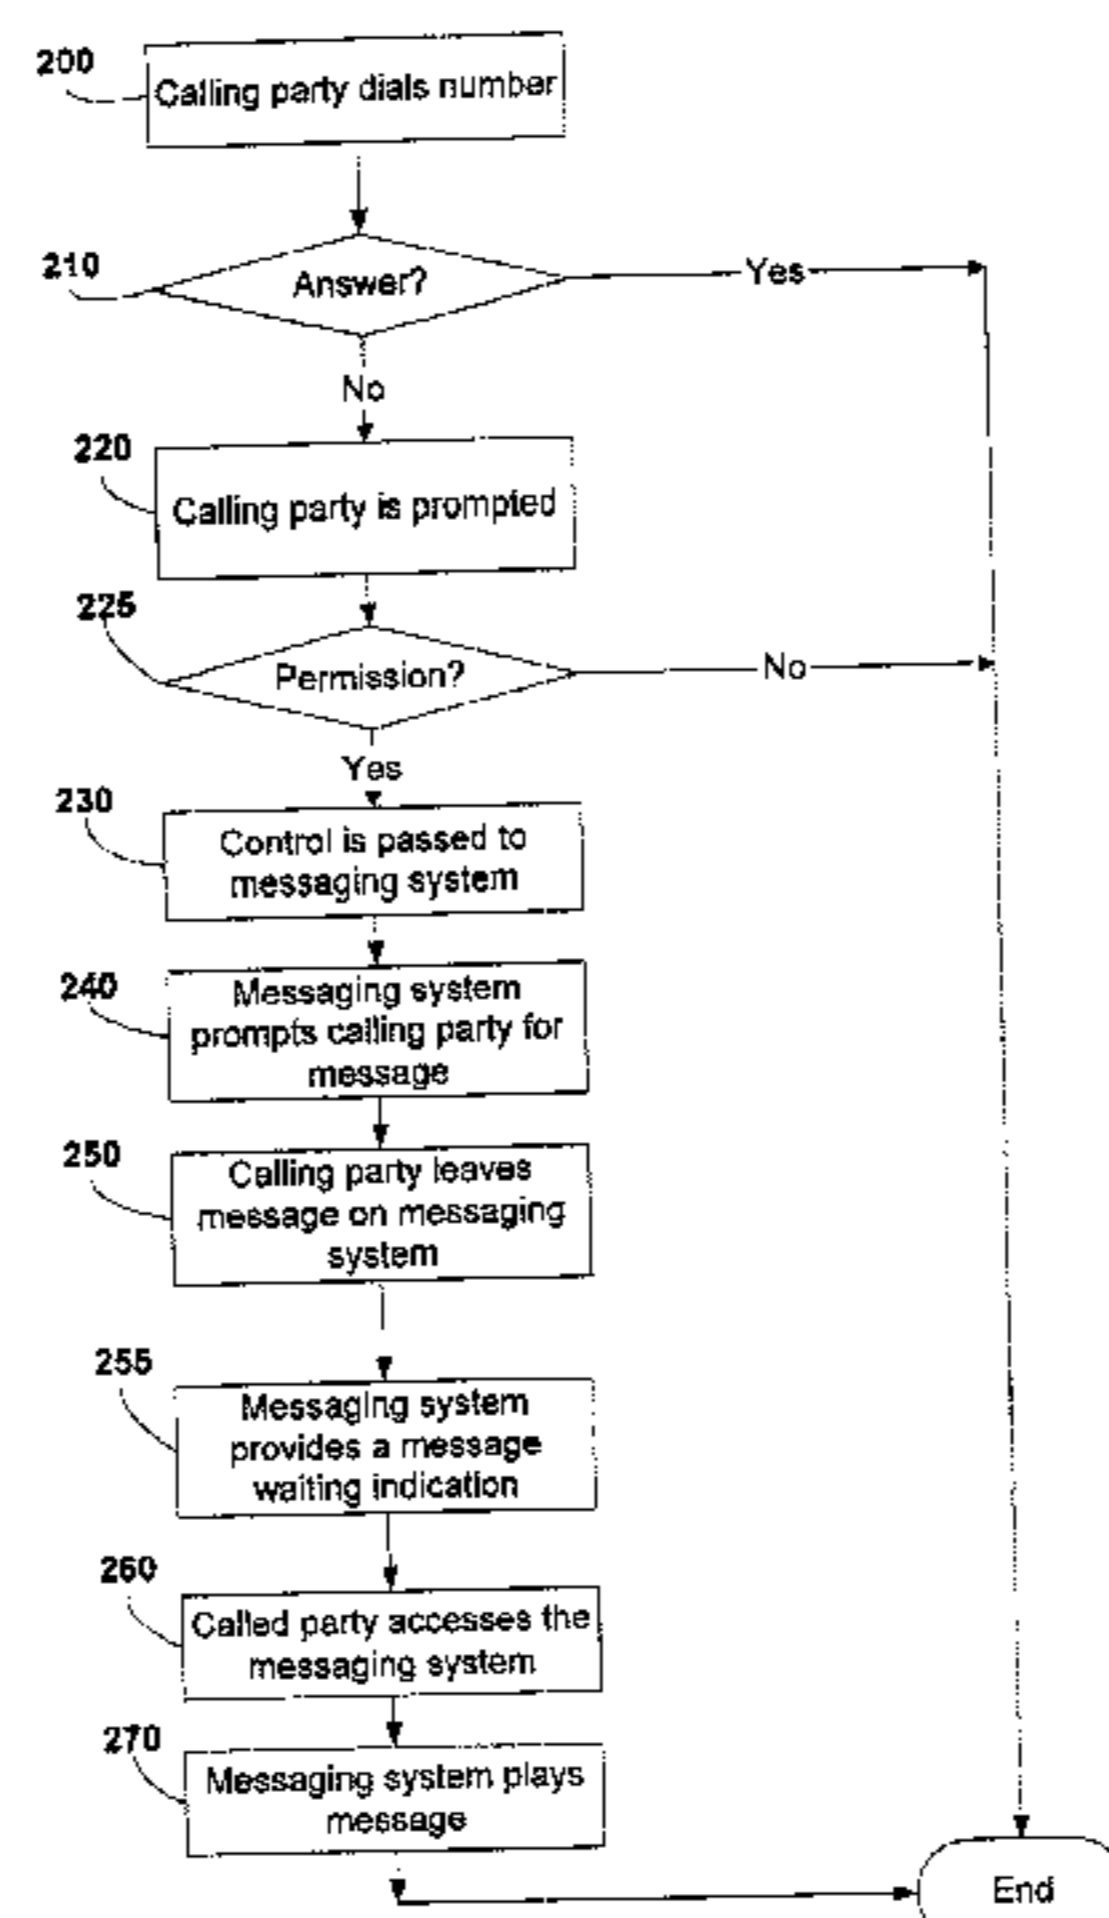 200
Calling party dials number
210
Answer?
Yes
No
220
Calling party is prompted
225
Permission?
No
Yes
230
Control is passed to
messaging system
240
Messaging system
prompts calling party for
message
250
Calling party leaves
message on messaging
system
255
Messaging system
provides a message
waiting indication
260
Called party accesses the
messaging system
270
Messaging system plays
message
End